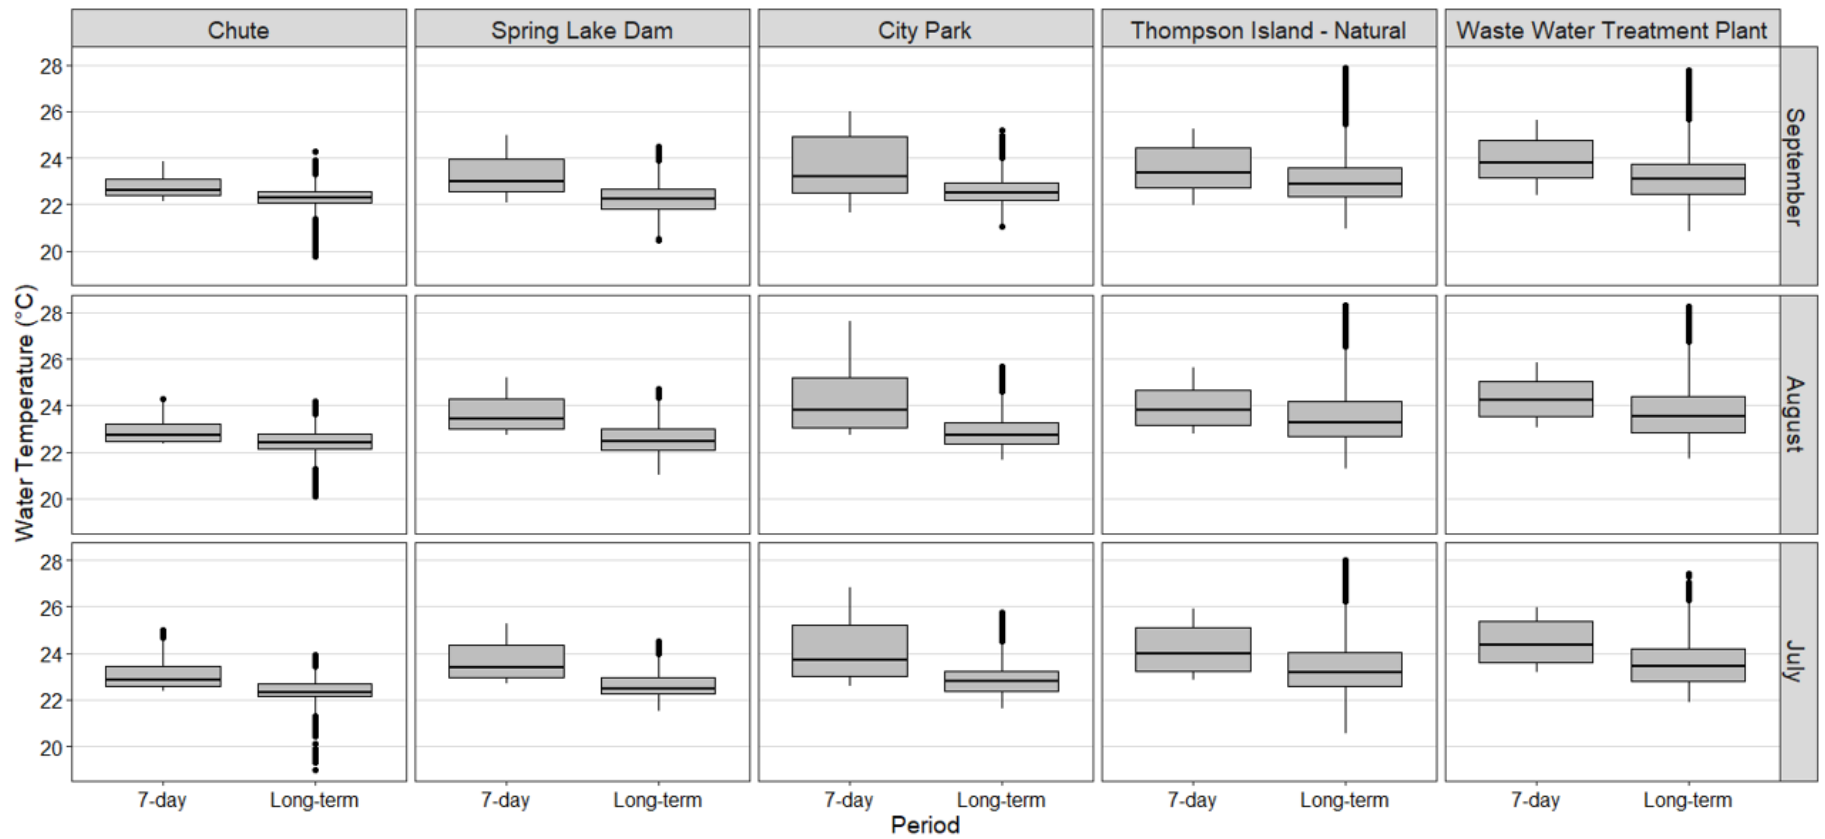 Chute Spring Lake Dam City Park Thompson Island - Natural Waste Water Treatment Plant
28
26
24
22
20
September
28
26
24
22
20
August
28
26
24
22
20
July
Water Temperature (°C)
7-day Long-term 7-day Long-term 7-day Long-term 7-day Long-term 7-day Long-term
Period